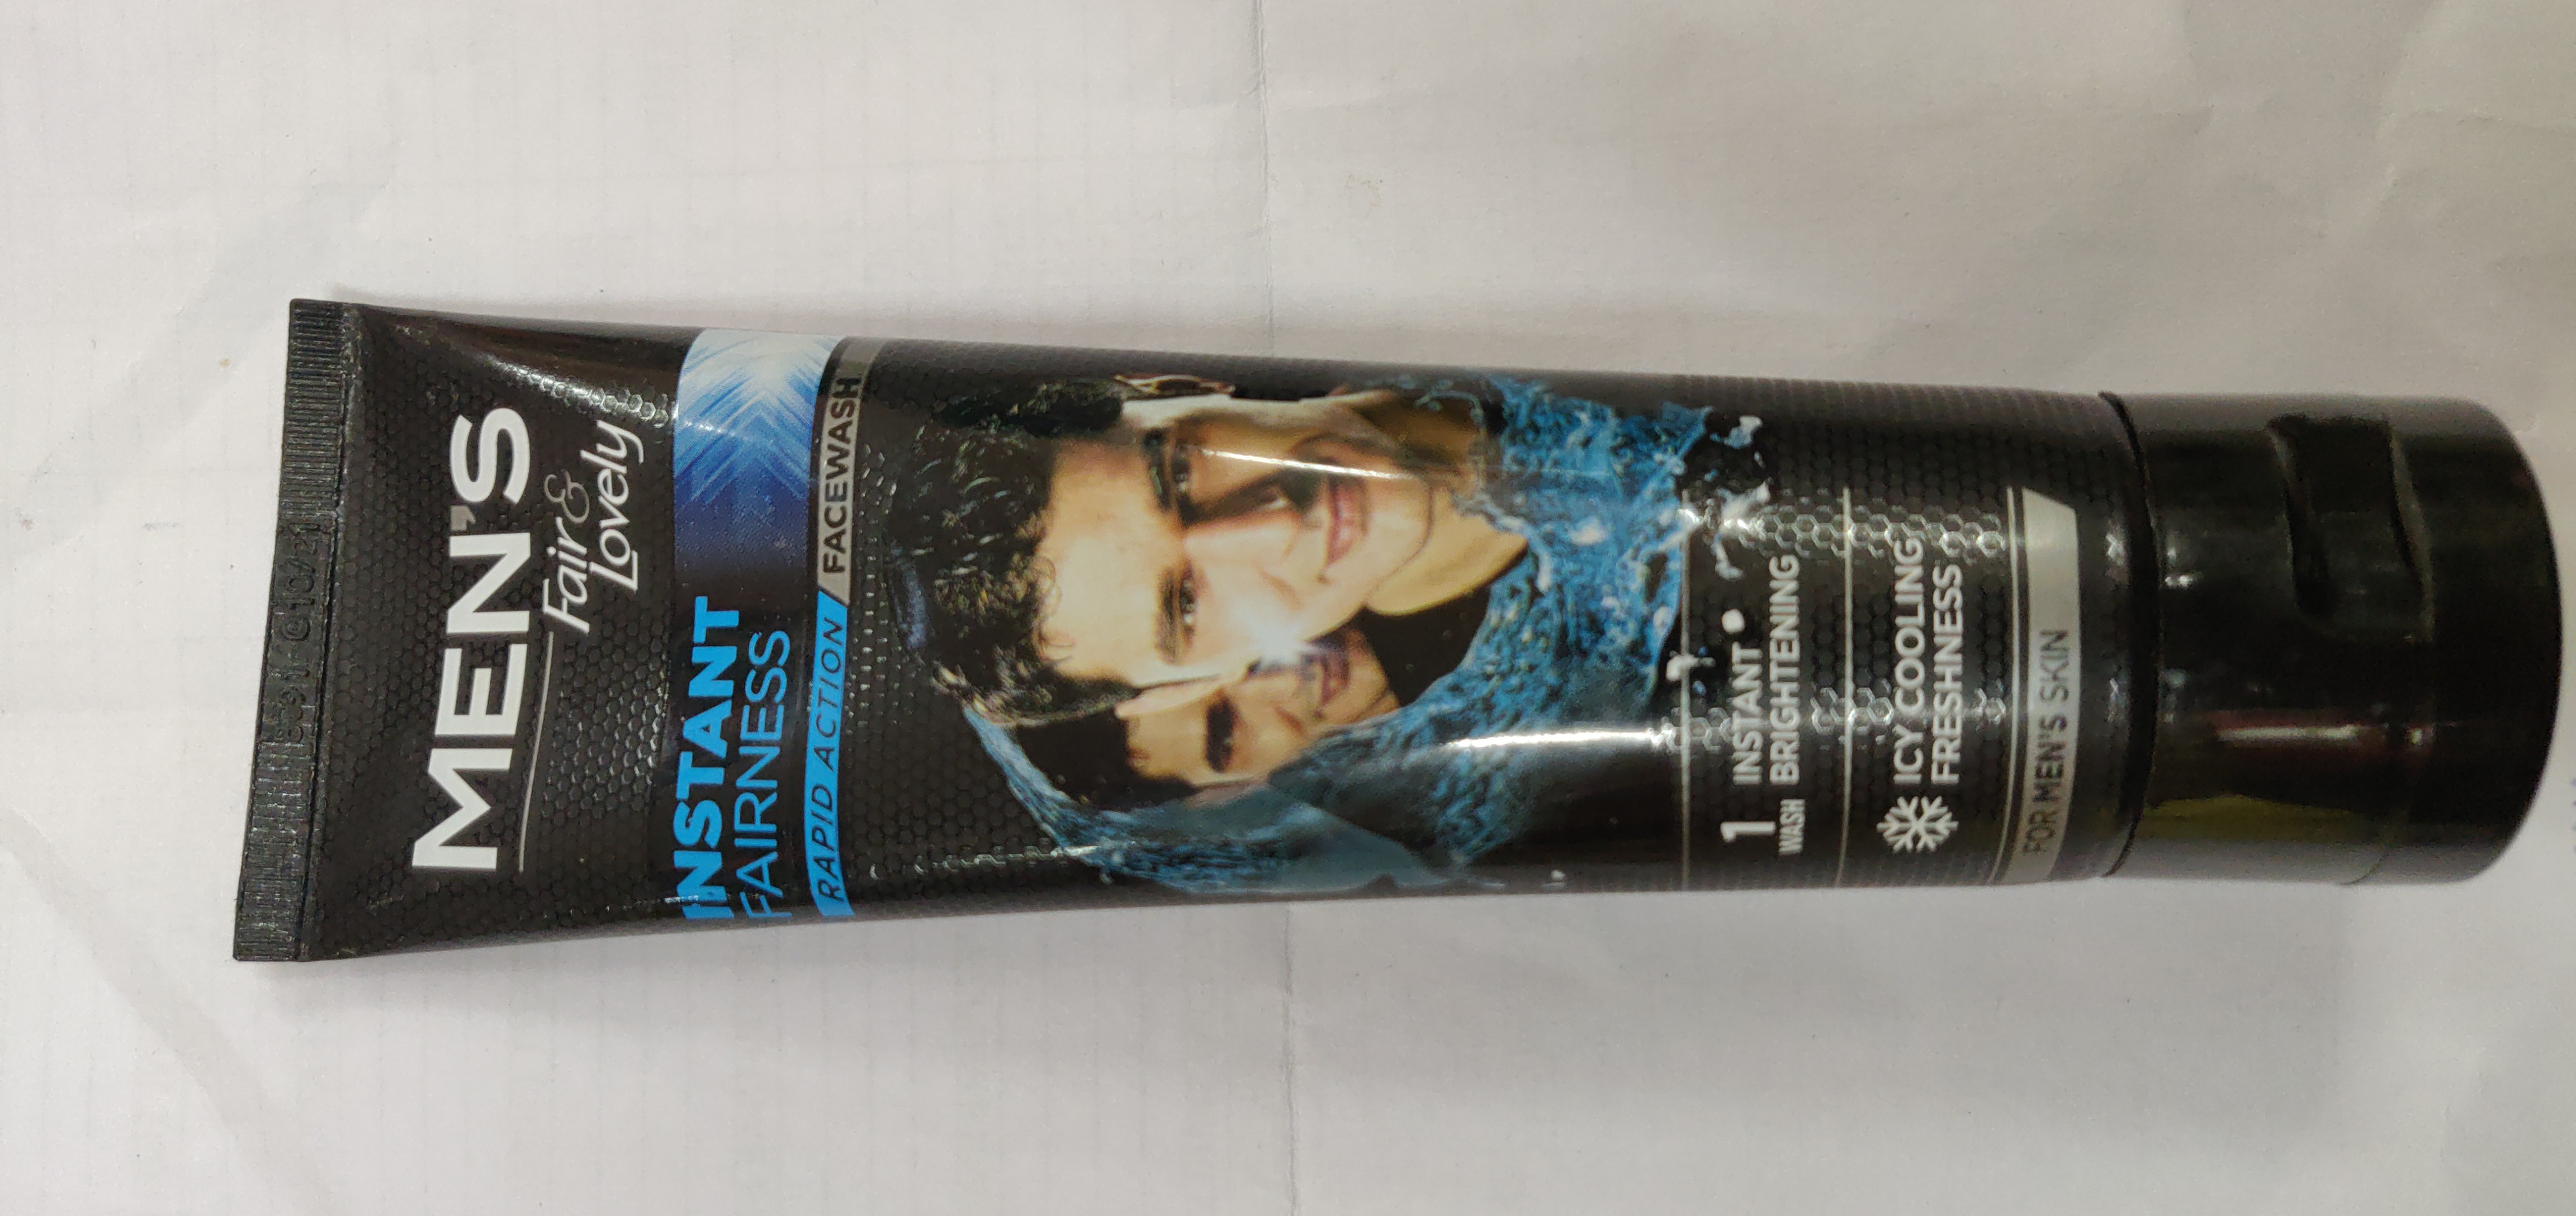 MEN'S
Fair &
Lovely
INSTANT
FAIRNESS
RAPID ACTION / FACEWASH
1
WASH
INSTANT
BRIGHTENING
ICY COOLING
FRESHNESS
FOR MEN'S SKIN